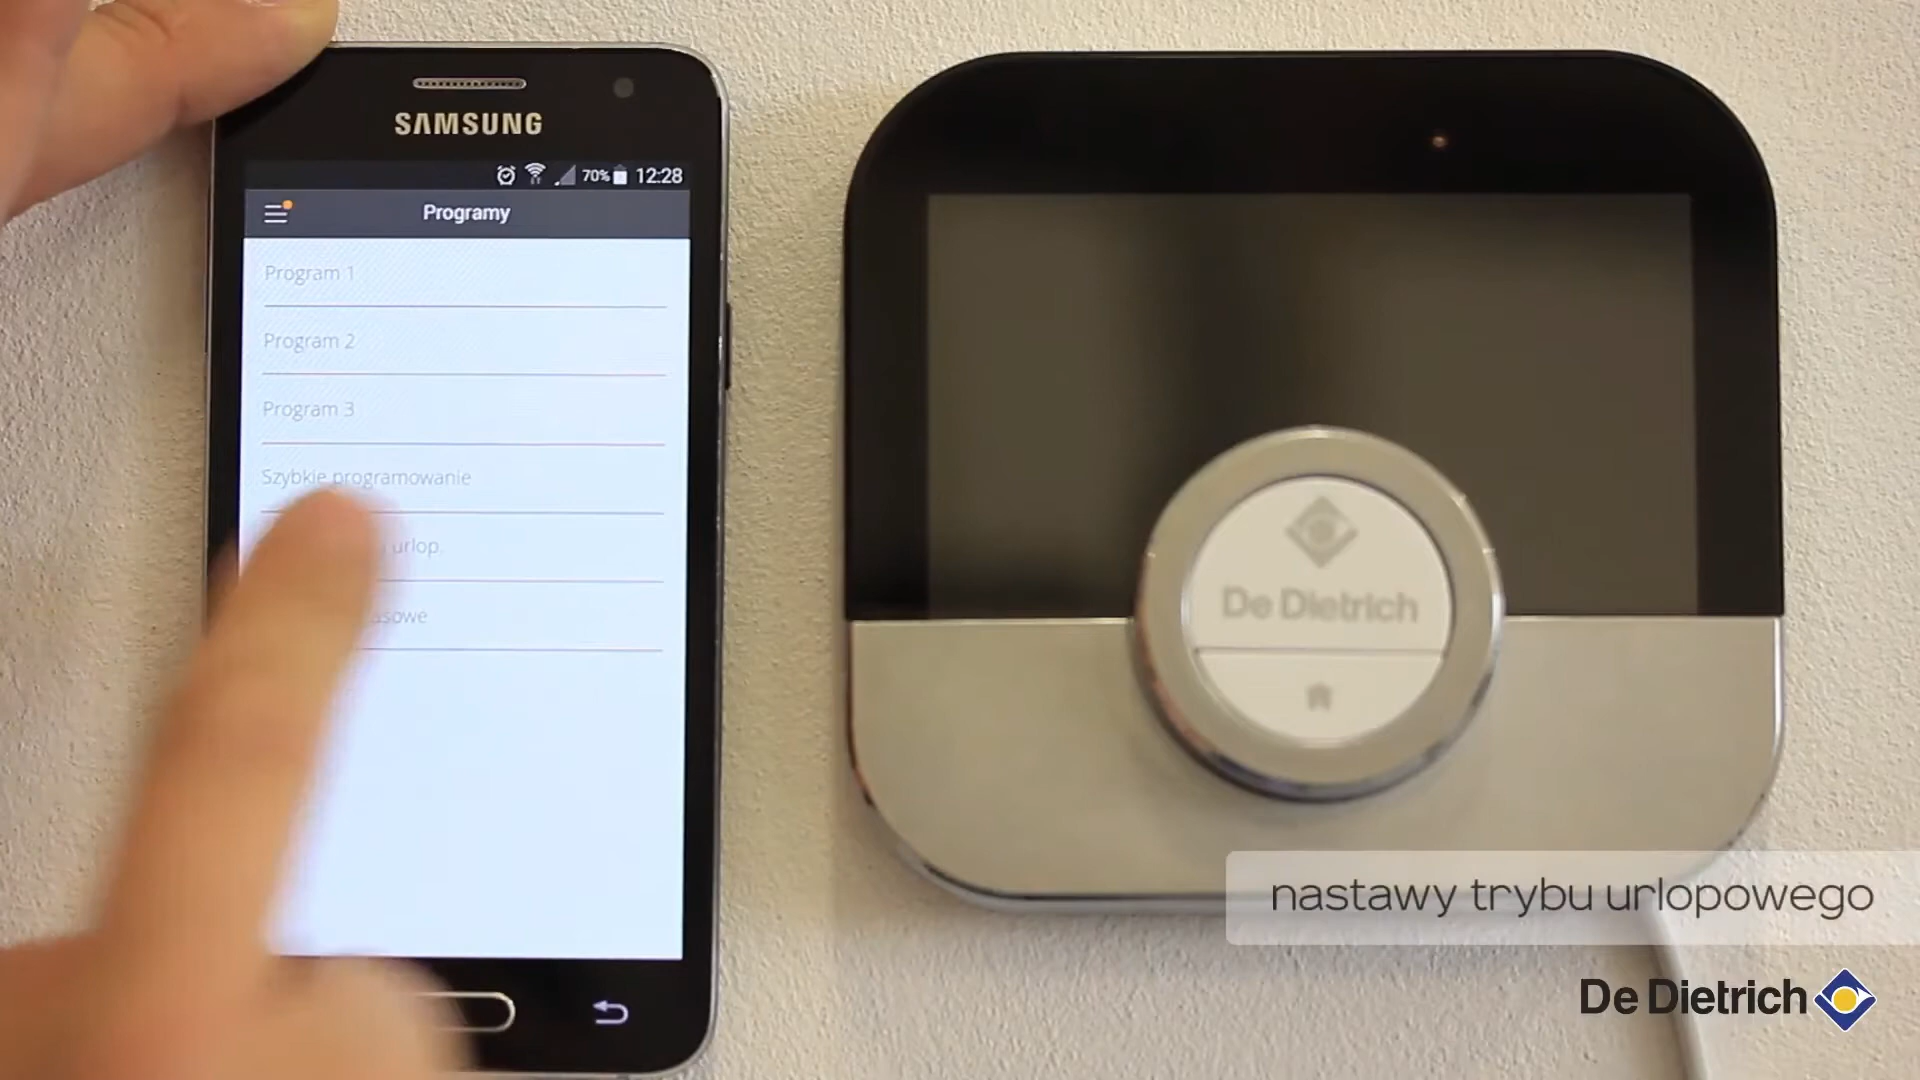 SAMSUNG
70% 12:28
Programy
Program 1
Program 2
Program 3
Szybkie programowanie
urlop.
De Dietrich
nastawy trybu urlopowego
De Dietrich